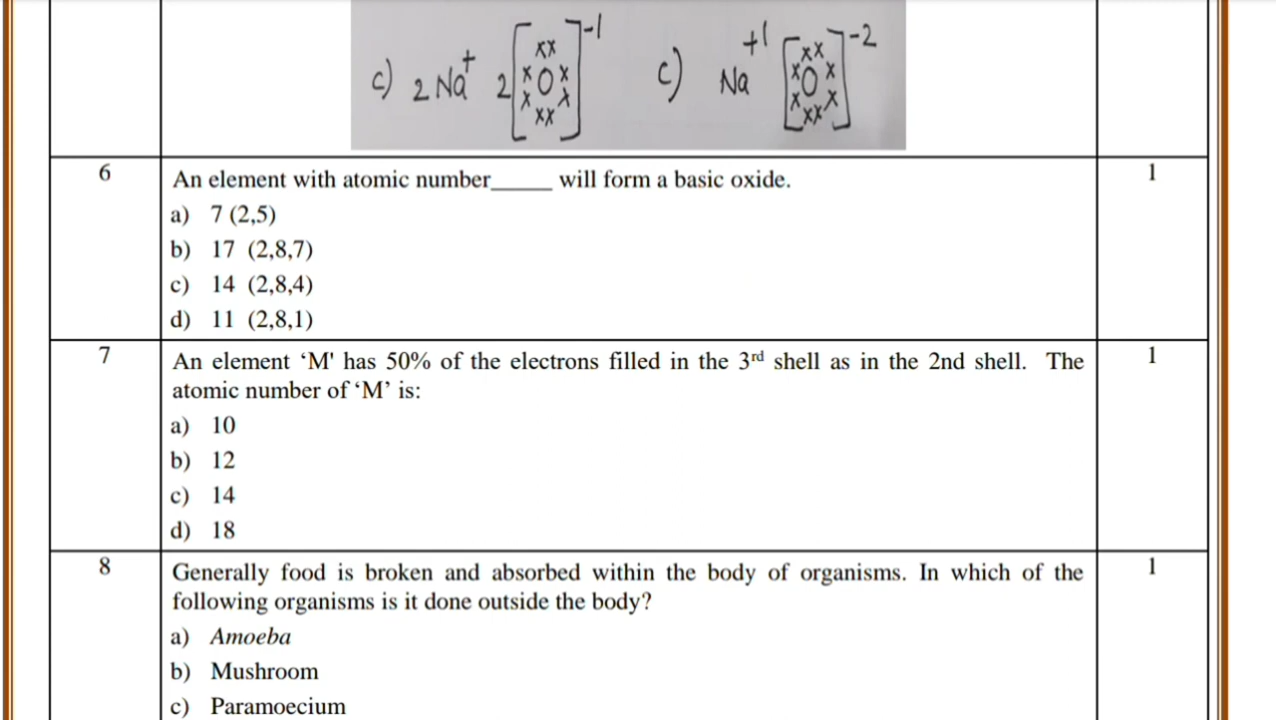 c) 2 Na⁺ 2[xx x O x x x xx]⁻¹ c) Na⁺¹ [xx x O x x x xx]⁻²
6 An element with atomic number_____ will form a basic oxide. 1
a) 7 (2,5)
b) 17 (2,8,7)
c) 14 (2,8,4)
d) 11 (2,8,1)
7 An element ‘M' has 50% of the electrons filled in the 3rd shell as in the 2nd shell. The 1
atomic number of ‘M’ is:
a) 10
b) 12
c) 14
d) 18
8 Generally food is broken and absorbed within the body of organisms. In which of the 1
following organisms is it done outside the body?
a) Amoeba
b) Mushroom
c) Paramoecium